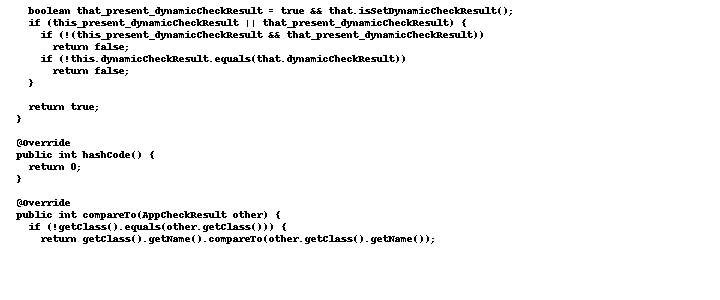 boolean that_present_dynamicCheckResult = true && that.isSetDynamicCheckResult();
if (this_present_dynamicCheckResult || that_present_dynamicCheckResult) {
if (!(this_present_dynamicCheckResult && that_present_dynamicCheckResult))
return false;
if (!this.dynamicCheckResult.equals(that.dynamicCheckResult))
return false;
}
return true;
}
@Override
public int hashCode() {
return 0;
}
@Override
public int compareTo(AppCheckResult other) {
if (!getClass().equals(other.getClass())) {
return getClass().getName().compareTo(other.getClass().getName());